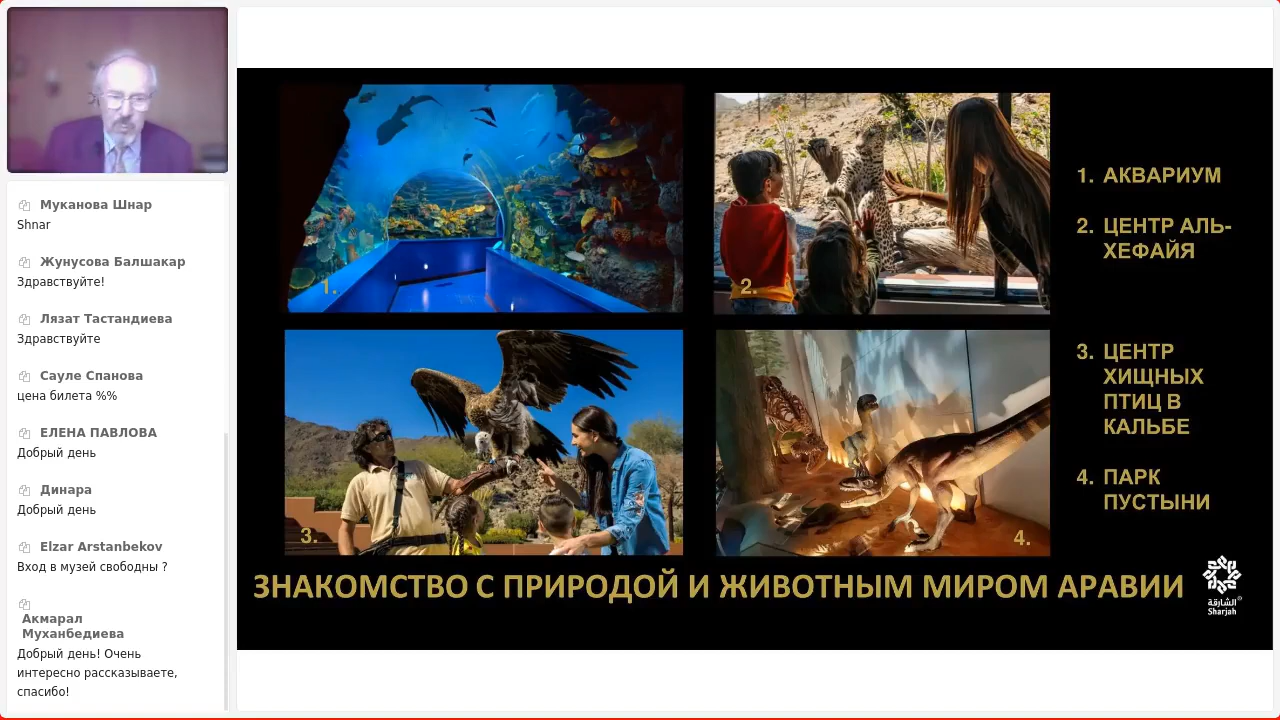 Муканова Шнар
Shnar
Жунусова Балшакар
Здравствуйте!
Лязат Тастандиева
Здравствуйте
Сауле Спанова
цена билета %%
ЕЛЕНА ПАВЛОВА
Добрый день
Динара
Добрый день
Elzar Arstanbekov
Вход в музей свободны ?
Акмарал
Муханбедиева
Добрый день! Очень
интересно рассказываете,
спасибо!
1.
2.
3.
4.
1. АКВАРИУМ
2. ЦЕНТР АЛЬ-
ХЕФАЙЯ
3. ЦЕНТР
ХИЩНЫХ
ПТИЦ В
КАЛЬБЕ
4. ПАРК
ПУСТЫНИ
ЗНАКОМСТВО С ПРИРОДОЙ И ЖИВОТНЫМ МИРОМ АРАВИИ
الشارقة
Sharjah